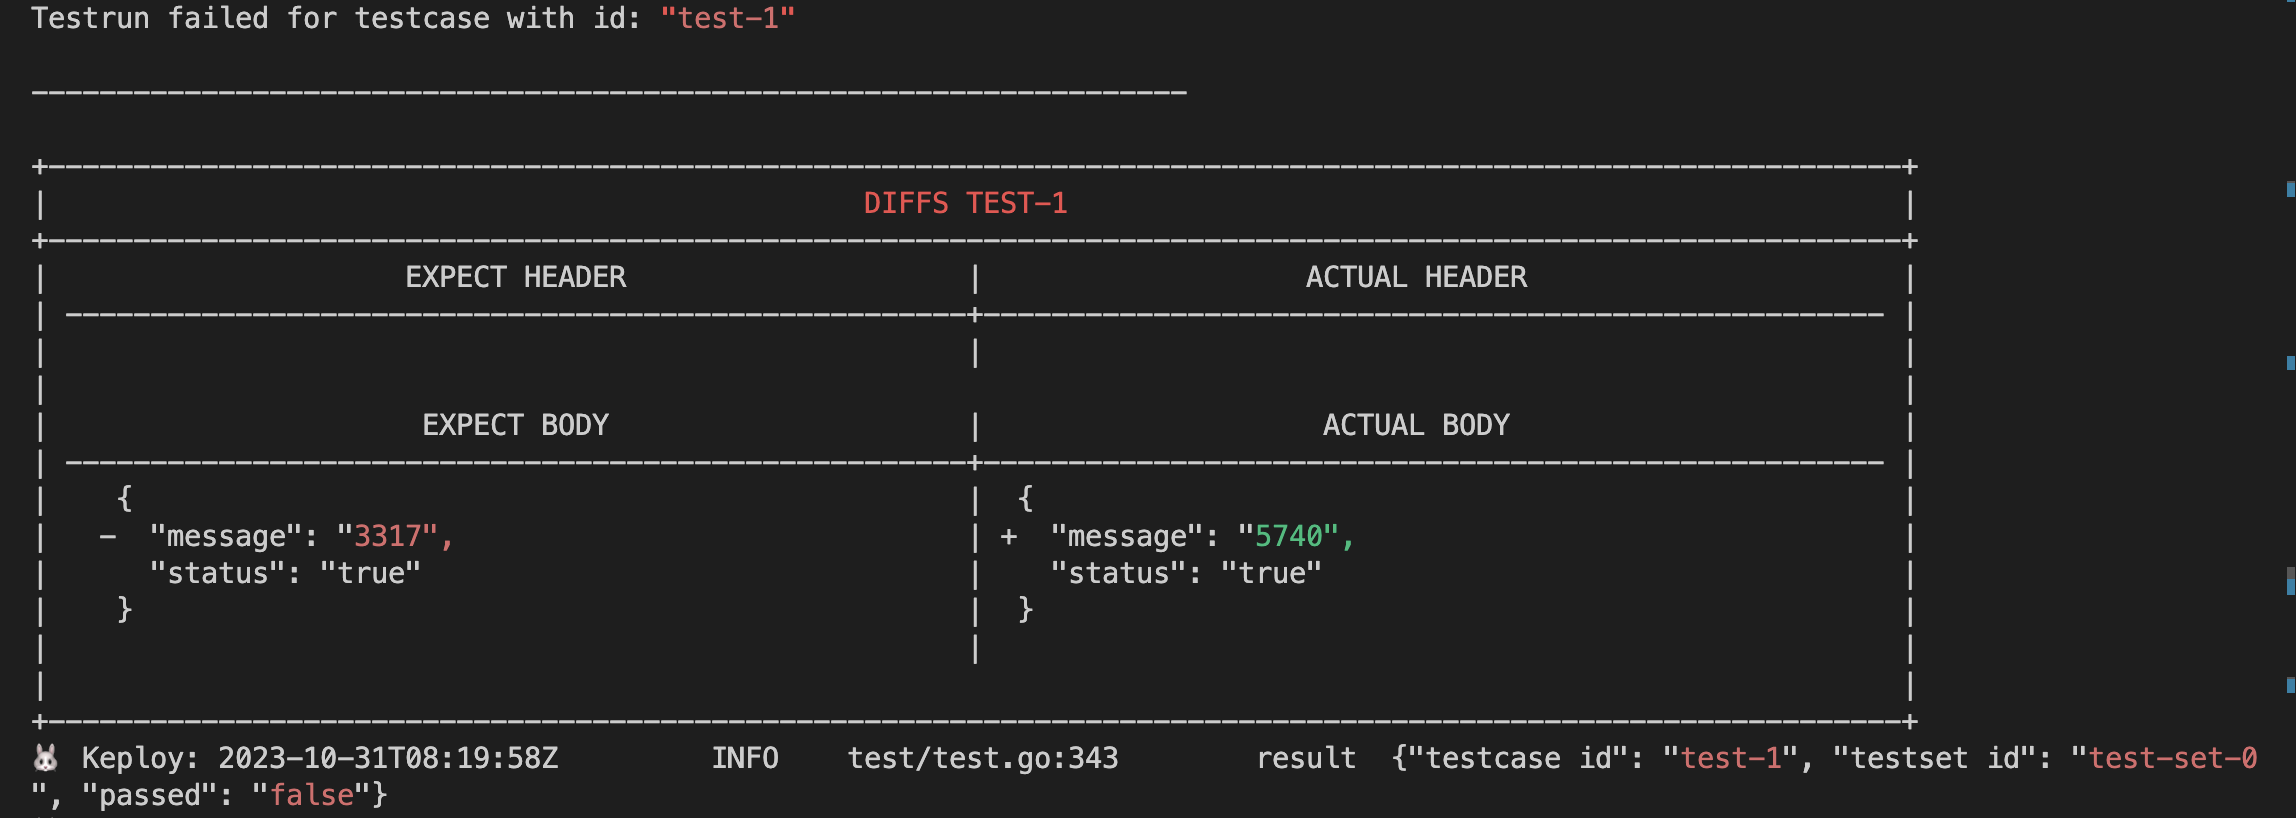 Testrun failed for testcase with id: "test-1"
--------------------------------------------------------------------
+-------------------------------------------------------------------------------------------------------------+
| DIFFS TEST-1 |
+-------------------------------------------------------------------------------------------------------------+
| EXPECT HEADER | ACTUAL HEADER |
| -----------------------------------------------------+----------------------------------------------------- |
| | |
| |
| EXPECT BODY | ACTUAL BODY |
| -----------------------------------------------------+----------------------------------------------------- |
| { | { |
| - "message": "3317", | + "message": "5740", |
| "status": "true" | "status": "true" |
| } | } |
| | |
| |
+-------------------------------------------------------------------------------------------------------------+
🐰 Keploy: 2023-10-31T08:19:58Z INFO test/test.go:343 result {"testcase id": "test-1", "testset id": "test-set-0
", "passed": "false"}